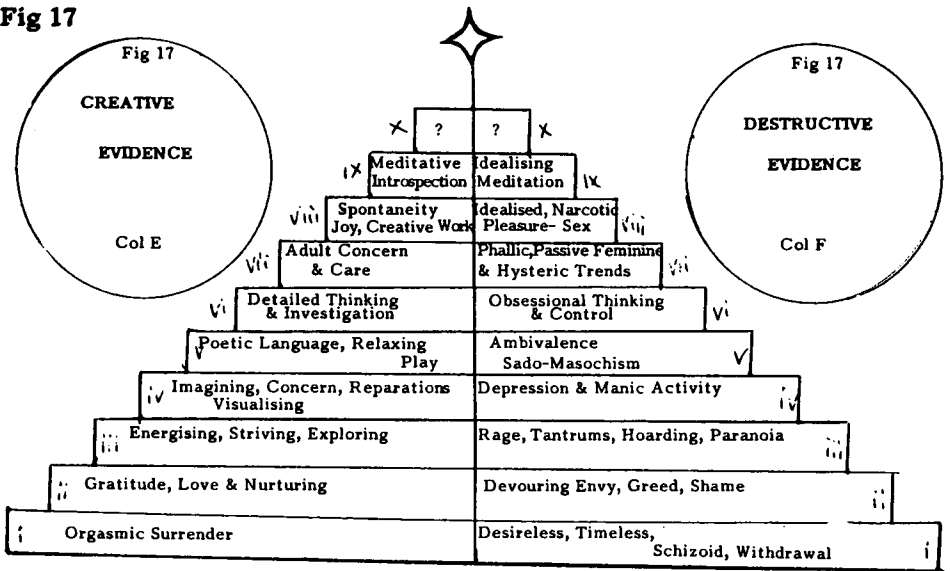 Fig 17
Fig 17
CREATIVE
EVIDENCE
Col E
Fig 17
DESTRUCTIVE
EVIDENCE
Col F
x ? ? x
ix Meditative Idealising ix
Introspection Meditation
viii Spontaneity Idealised, Narcotic viii
Joy, Creative Work Pleasure- Sex
vii Adult Concern Phallic, Passive Feminine vii
& Care & Hysteric Trends
vi Detailed Thinking Obsessional Thinking vi
& Investigation & Control
v Poetic Language, Relaxing Ambivalence v
Play Sado-Masochism
iv Imagining, Concern, Reparations Depression & Manic Activity iv
Visualising
iii Energising, Striving, Exploring Rage, Tantrums, Hoarding, Paranoia iii
ii Gratitude, Love & Nurturing Devouring Envy, Greed, Shame ii
i Orgasmic Surrender Desireless, Timeless, i
Schizoid, Withdrawal